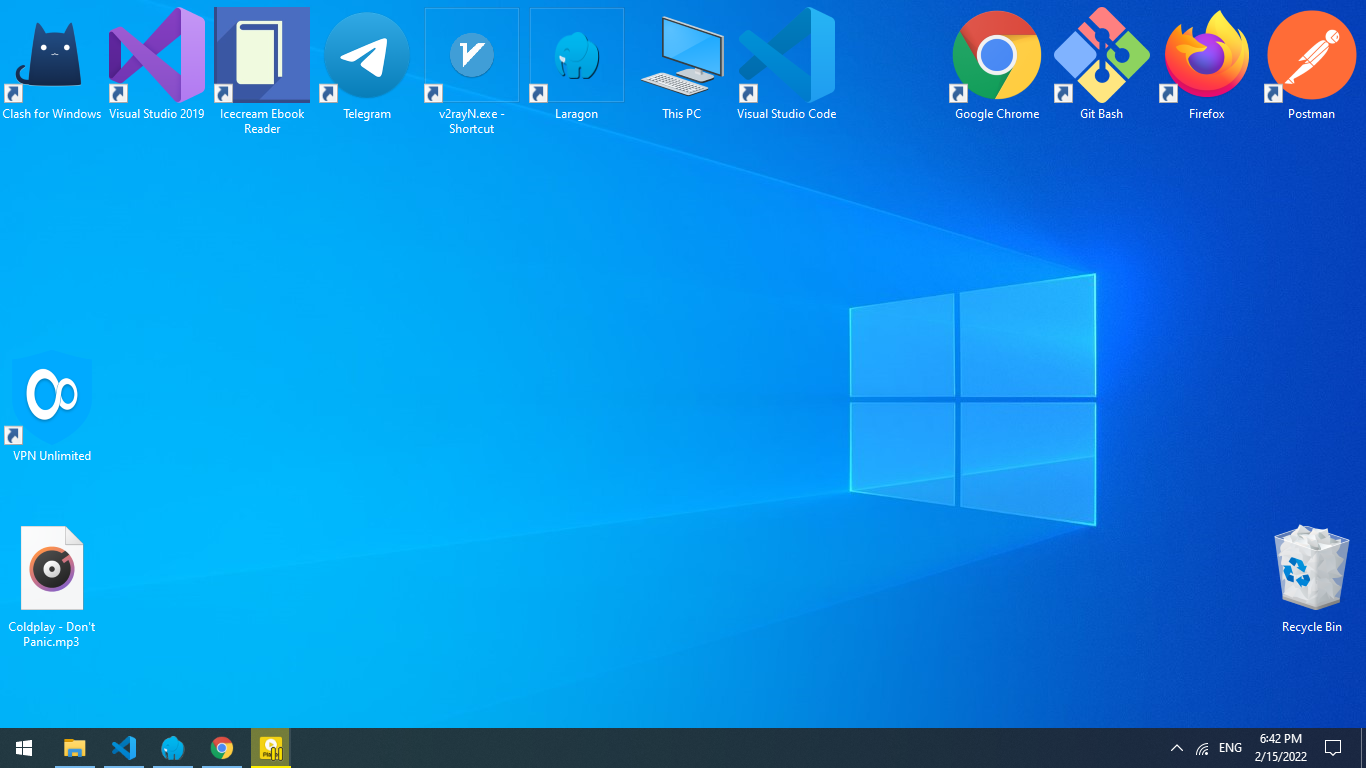 Clash for Windows
Visual Studio 2019
Icecream Ebook
Reader
Telegram
v2rayN.exe -
Shortcut
Laragon
This PC
Visual Studio Code
Google Chrome
Git Bash
Firefox
Postman
VPN Unlimited
Coldplay - Don't
Panic.mp3
Recycle Bin
ENG
6:42 PM
2/15/2022